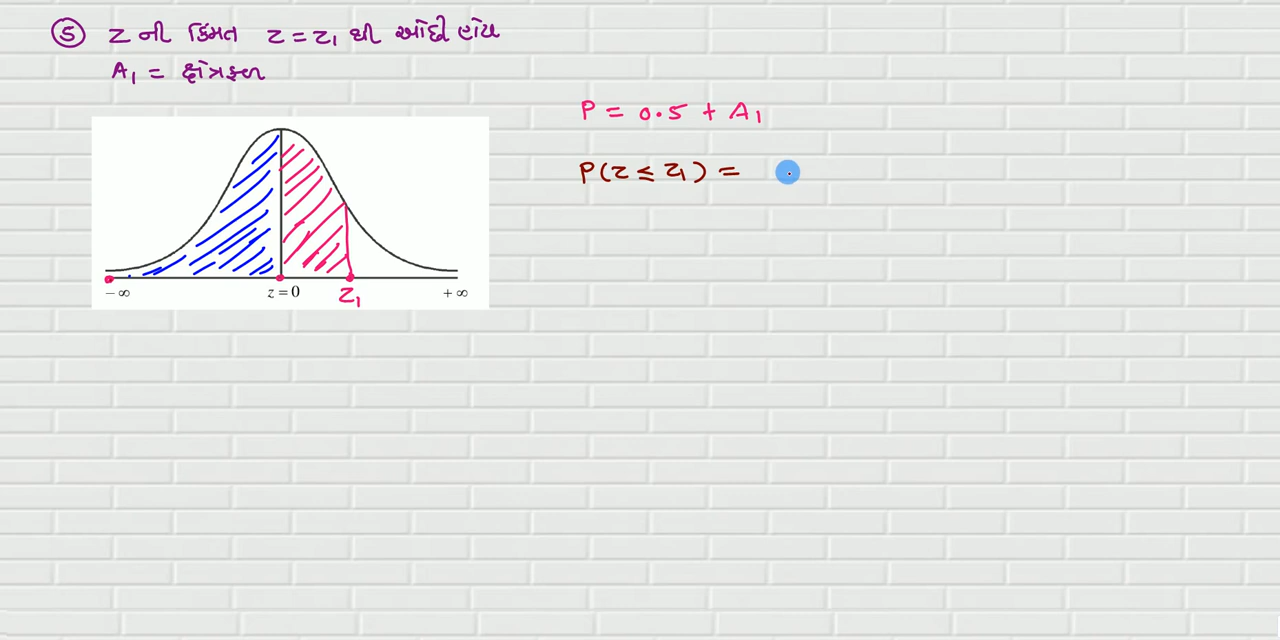 5 z ની કિંમત z = z₁ થી ઓછી હોય
A₁ = ક્ષેત્રફળ
P = 0.5 + A₁
P(z ≤ z₁) =
− ∞ z = 0 z₁ + ∞